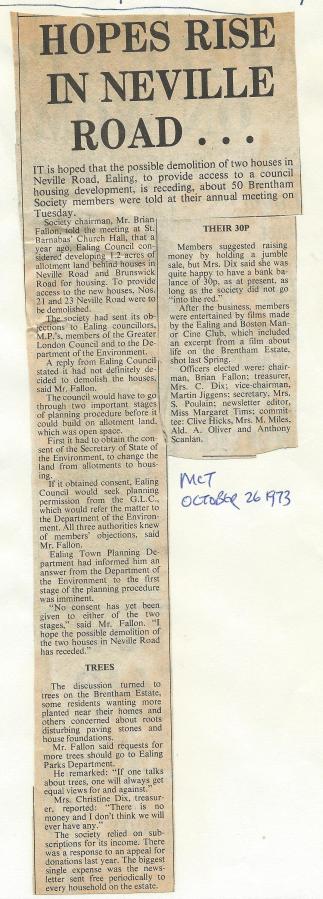 HOPES RISE
IN NEVILLE
ROAD . . .
IT is hoped that the possible demolition of two houses in
Neville Road, Ealing, to provide access to a council
housing development, is receding, about 50 Brentham
Society members were told at their annual meeting on
Tuesday.
Society chairman, Mr. Brian
Fallon, told the meeting at St.
Barnabas' Church Hall, that a
year ago, Ealing Council con-
sidered developing 1.2 acres of
allotment land behind houses in
Neville Road and Brunswick
Road for housing. To provide
access to the new houses, Nos.
21 and 23 Neville Road were to
be demolished.
The society had sent its ob-
jections to Ealing councillors,
M.P.'s, members of the Greater
London Council and to the De-
partment of the Environment.
A reply from Ealing Council
stated it had not definitely de-
cided to demolish the houses,
said Mr. Fallon.
The council would have to go
through two important stages
of planning procedure before it
could build on allotment land,
which was open space.
First it had to obtain the con-
sent of the Secretary of State of
the Environment, to change the
land from allotments to hous-
ing.
If it obtained consent, Ealing
Council would seek planning
permission from the G.L.C.,
which would refer the matter to
the Department of the Environ-
ment. All three authorities knew
of members' objections, said
Mr. Fallon.
Ealing Town Planning De-
partment had informed him an
answer from the Department of
the Environment to the first
stage of the planning procedure
was imminent.
"No consent has yet been
given to either of the two
stages," said Mr. Fallon. "I
hope the possible demolition of
the two houses in Neville Road
has receded."
TREES
The discussion turned to
trees on the Brentham Estate,
some residents wanting more
planted near their homes and
others concerned about roots
disturbing paving stones and
house foundations.
Mr. Fallon said requests for
more trees should go to Ealing
Parks Department.
He remarked: "If one talks
about trees, one will always get
equal views for and against."
Mrs. Christine Dix, treasur-
er, reported: "There is no
money and I don't think we will
ever have any."
The society relied on sub-
scriptions for its income. There
was a response to an appeal for
donations last year. The biggest
single expense was the news-
letter sent free periodically to
every household on the estate.
THEIR 30P
Members suggested raising
money by holding a jumble
sale, but Mrs. Dix said she was
quite happy to have a bank ba-
lance of 30p, as at present, as
long as the society did not go
"into the red."
After the business, members
were entertained by films made
by the Ealing and Boston Man-
or Cine Club, which included
an excerpt from a film about
life on the Brentham Estate,
shot last Spring.
Officers elected were: chair-
man, Brian Fallon; treasurer,
Mrs. C. Dix; vice-chairman,
Martin Jiggens; secretary, Mrs.
S. Poulain; newsletter editor,
Miss Margaret Tims; commit-
tee: Clive Hicks, Mrs. M. Miles,
Ald. A. Oliver and Anthony
Scanlan.
MCT
OCTOBER 26 1973